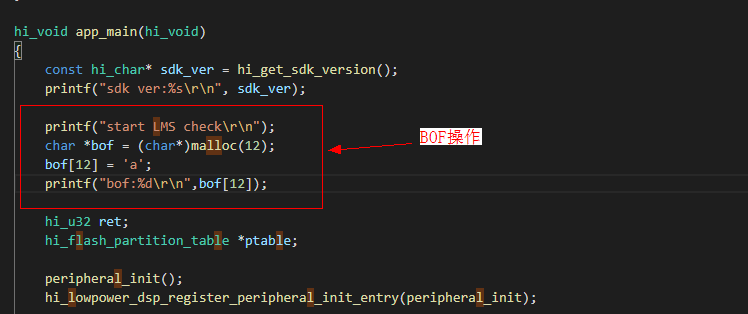 hi_void app_main(hi_void)
{
const hi_char* sdk_ver = hi_get_sdk_version();
printf("sdk ver:%s\r\n", sdk_ver);
printf("start LMS check\r\n");
char *bof = (char*)malloc(12);
BOF操作
bof[12] = 'a';
printf("bof:%d\r\n",bof[12]);
hi_u32 ret;
hi_flash_partition_table *ptable;
peripheral_init();
hi_lowpower_dsp_register_peripheral_init_entry(peripheral_init);